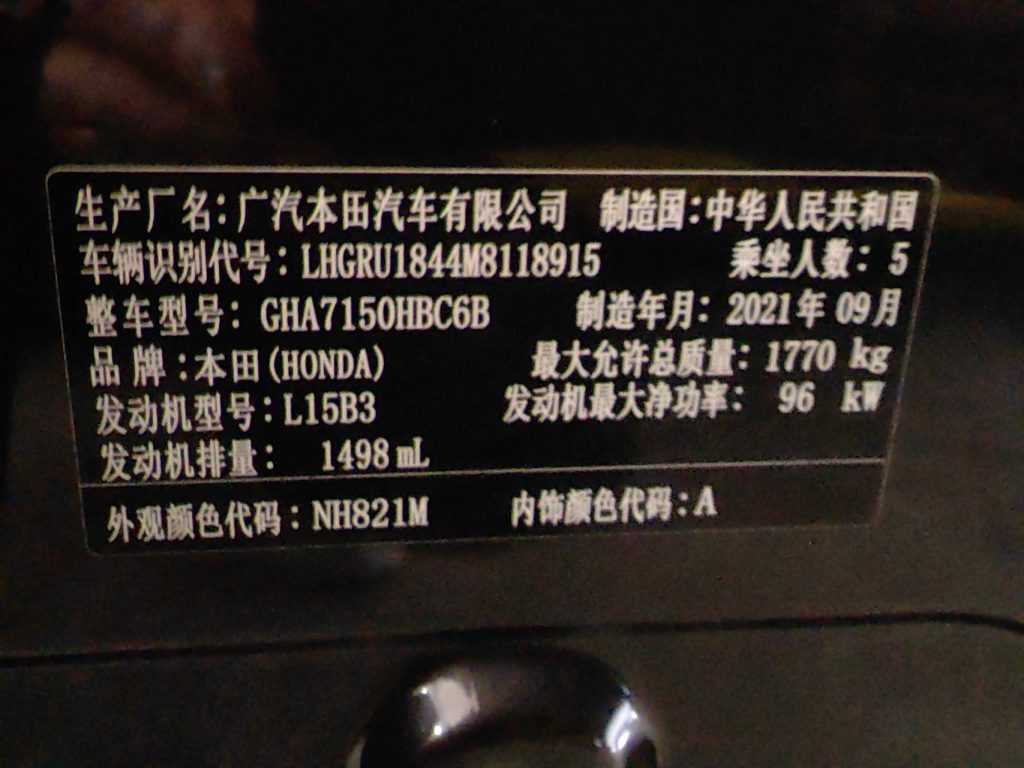 生产厂名：广汽本田汽车有限公司 制造国：中华人民共和国
车辆识别代号：LHGRU1844M8118915 乘坐人数：5
整车型号：GHA7150HBC6B 制造年月：2021年09月
品牌：本田(HONDA) 最大允许总质量：1770 kg
发动机型号：L15B3 发动机最大净功率：96 kW
发动机排量：1498 mL
外观颜色代码：NH821M 内饰颜色代码：A